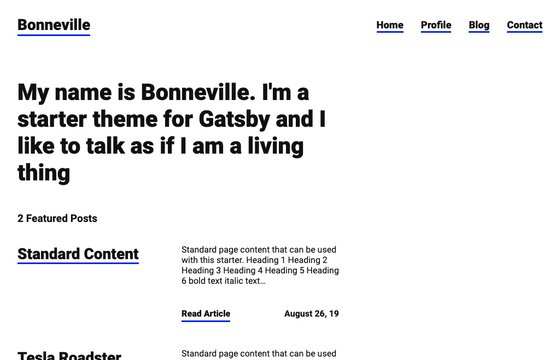 Bonneville
Home Profile Blog Contact
My name is Bonneville. I'm a
starter theme for Gatsby and I
like to talk as if I am a living
thing
2 Featured Posts
Standard Content
Standard page content that can be used
with this starter. Heading 1 Heading 2
Heading 3 Heading 4 Heading 5 Heading
6 bold text italic text...
Read Article August 26, 19
Tesla Roadster
Standard page content that can be used